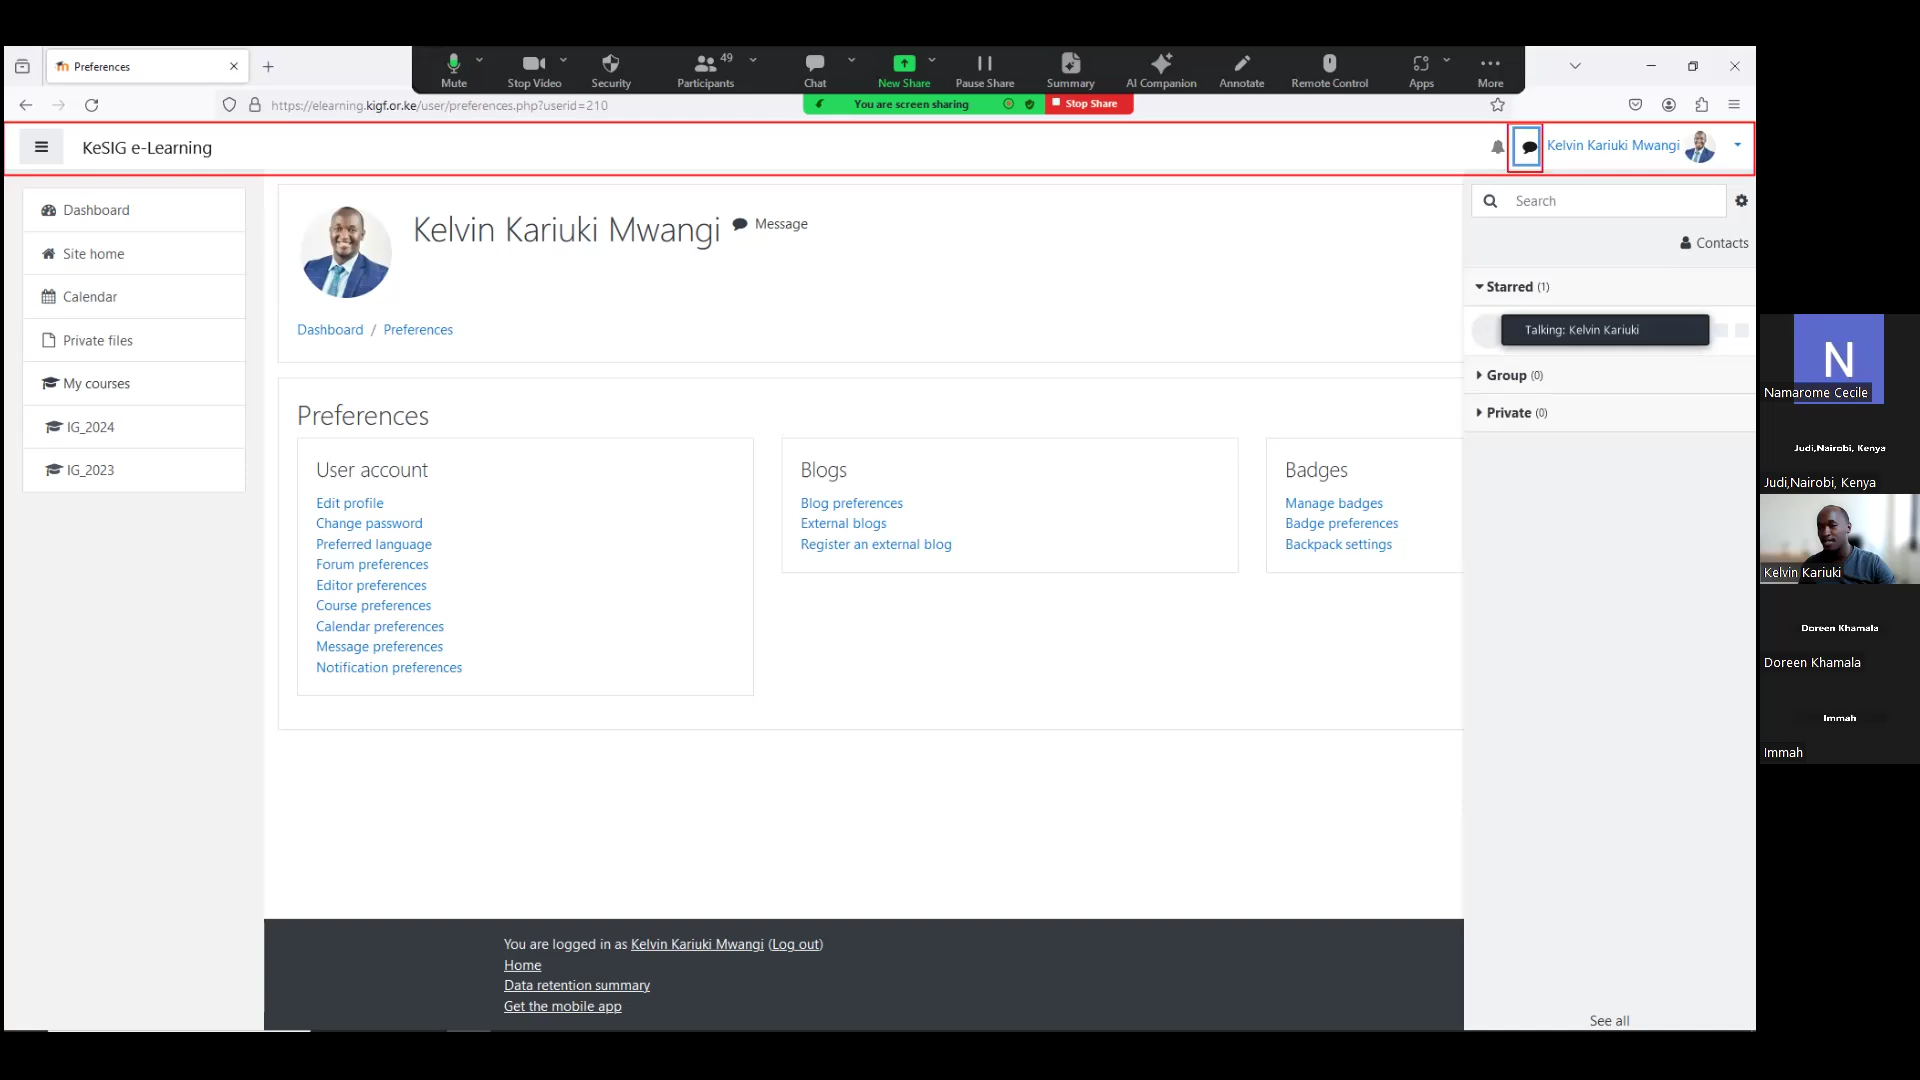 Preferences
Mute
Stop Video
Security
Participants
49
Chat
New Share
Pause Share
Summary
AI Companion
Annotate
Remote Control
Apps
More
https://elearning.kigf.or.ke/user/preferences.php?userid=210
You are screen sharing
Stop Share
KeSIG e-Learning
Kelvin Kariuki Mwangi
Dashboard
Site home
Calendar
Private files
My courses
IG_2024
IG_2023
Kelvin Kariuki Mwangi
Message
Dashboard / Preferences
Preferences
User account
Edit profile
Change password
Preferred language
Forum preferences
Editor preferences
Course preferences
Calendar preferences
Message preferences
Notification preferences
Blogs
Blog preferences
External blogs
Register an external blog
Badges
Manage badges
Badge preferences
Backpack settings
Search
Contacts
Starred (1)
Talking: Kelvin Kariuki
Group (0)
Private (0)
See all
You are logged in as Kelvin Kariuki Mwangi (Log out)
Home
Data retention summary
Get the mobile app
N
Namarome Cecile
Judi,Nairobi, Kenya
Judi,Nairobi, Kenya
Kelvin Kariuki
Doreen Khamala
Doreen Khamala
Immah
Immah